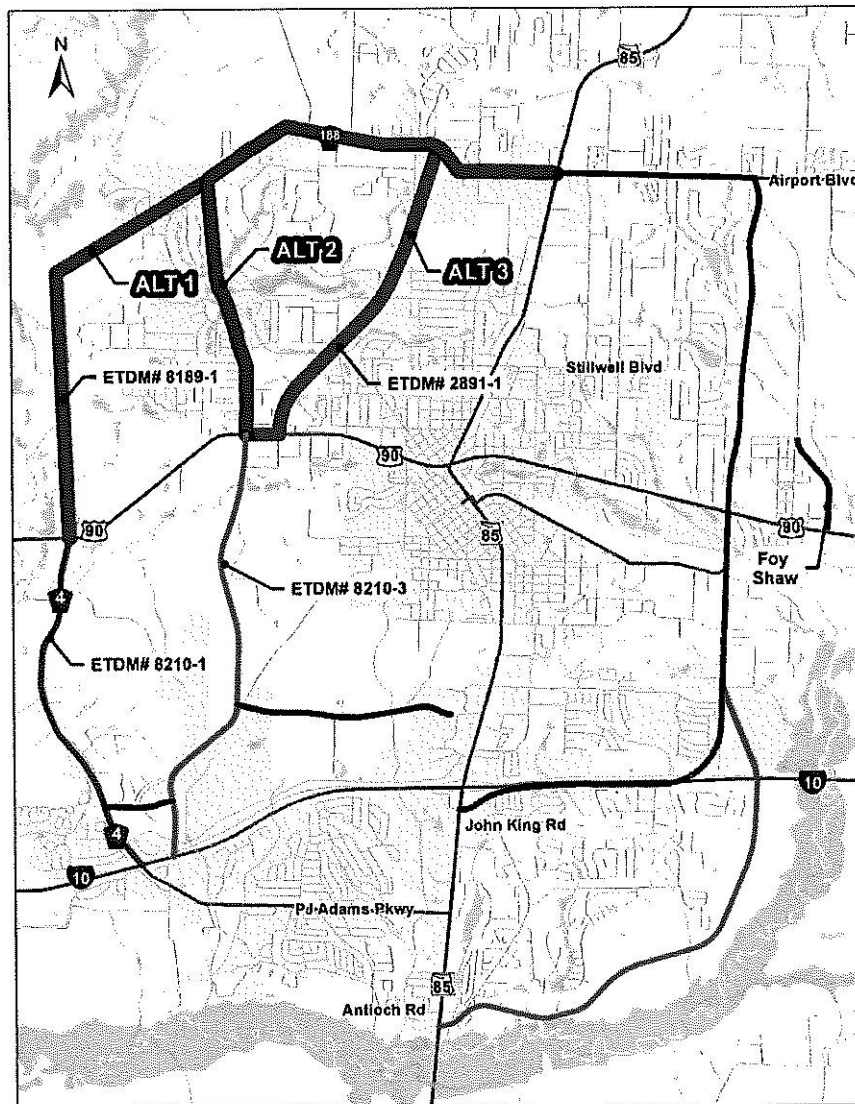 N
85
188
Airport Blvd
ALT 1
ALT 2
ALT 3
ETDM# 8189-1
ETDM# 2891-1
Stillwell Blvd
90
90
85
90
Foy
Shaw
4
ETDM# 8210-3
ETDM# 8210-1
10
John King Rd
4
10
PJ Adams Pkwy
85
Antioch Rd